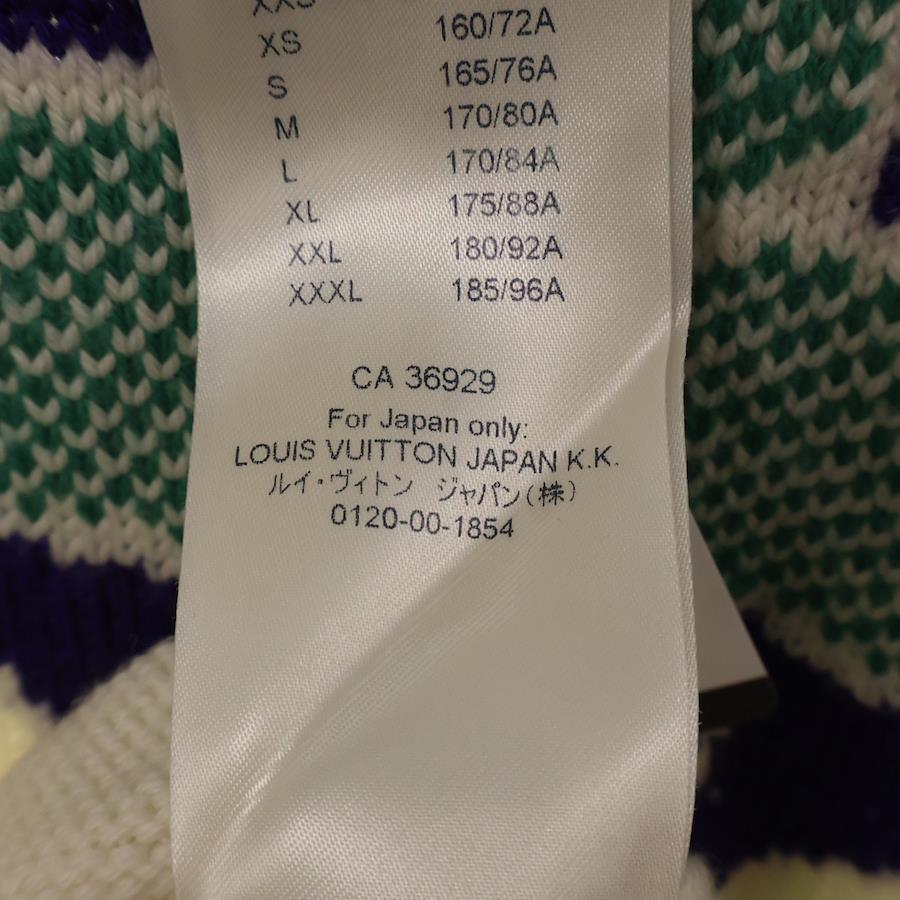 XXS
XS 160/72A
S 165/76A
M 170/80A
L 170/84A
XL 175/88A
XXL 180/92A
XXXL 185/96A
CA 36929
For Japan only:
LOUIS VUITTON JAPAN K.K.
ルイ・ヴィトン ジャパン(株)
0120-00-1854